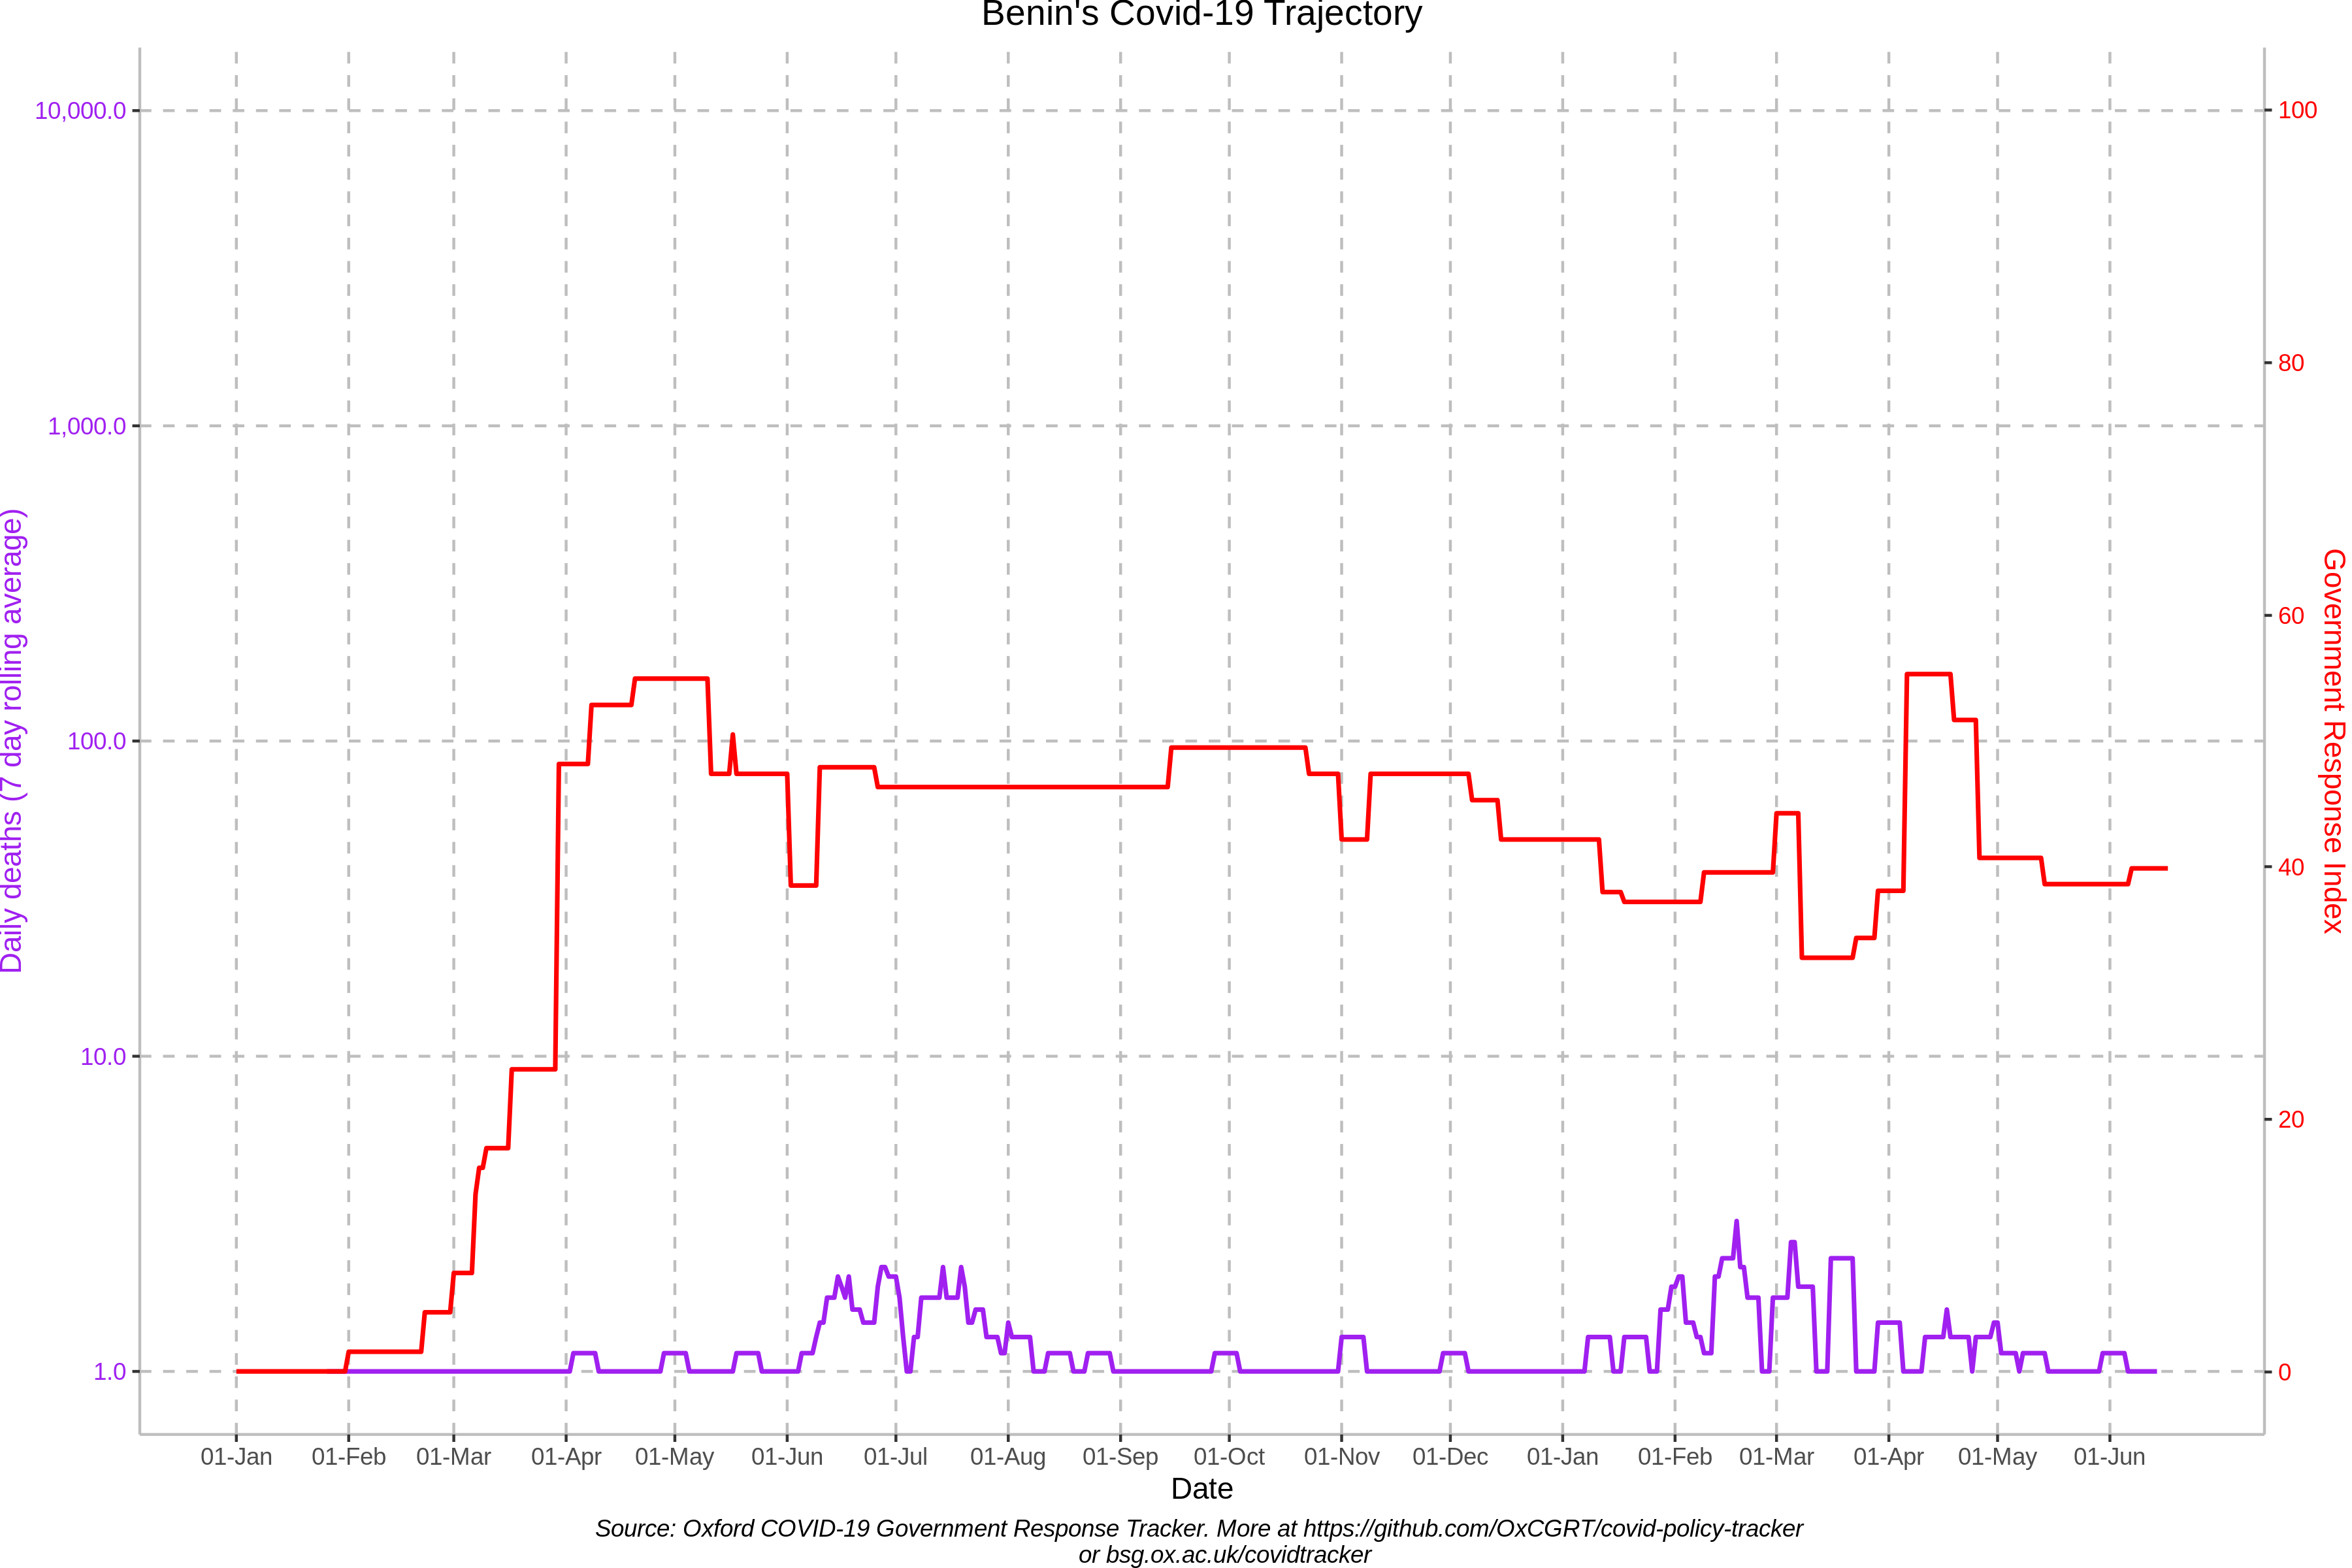 Benin's Covid-19 Trajectory
10,000.0
1,000.0
100.0
10.0
1.0
Daily deaths (7 day rolling average)
100
80
60
40
20
0
Government Response Index
01-Jan 01-Feb 01-Mar 01-Apr 01-May 01-Jun 01-Jul 01-Aug 01-Sep 01-Oct 01-Nov 01-Dec 01-Jan 01-Feb 01-Mar 01-Apr 01-May 01-Jun
Date
Source: Oxford COVID-19 Government Response Tracker. More at https://github.com/OxCGRT/covid-policy-tracker
or bsg.ox.ac.uk/covidtracker